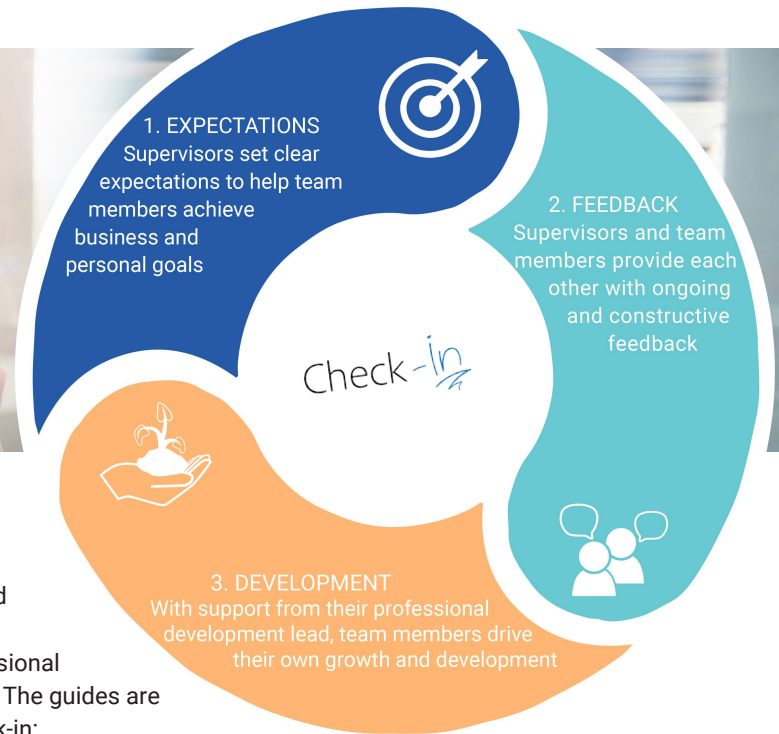 1. EXPECTATIONS
Supervisors set clear
expectations to help team
members achieve
business and
personal goals
2. FEEDBACK
Supervisors and team
members provide each
other with ongoing
and constructive
feedback
Check-in
3. DEVELOPMENT
With support from their professional
development lead, team members drive
their own growth and development
The guides are